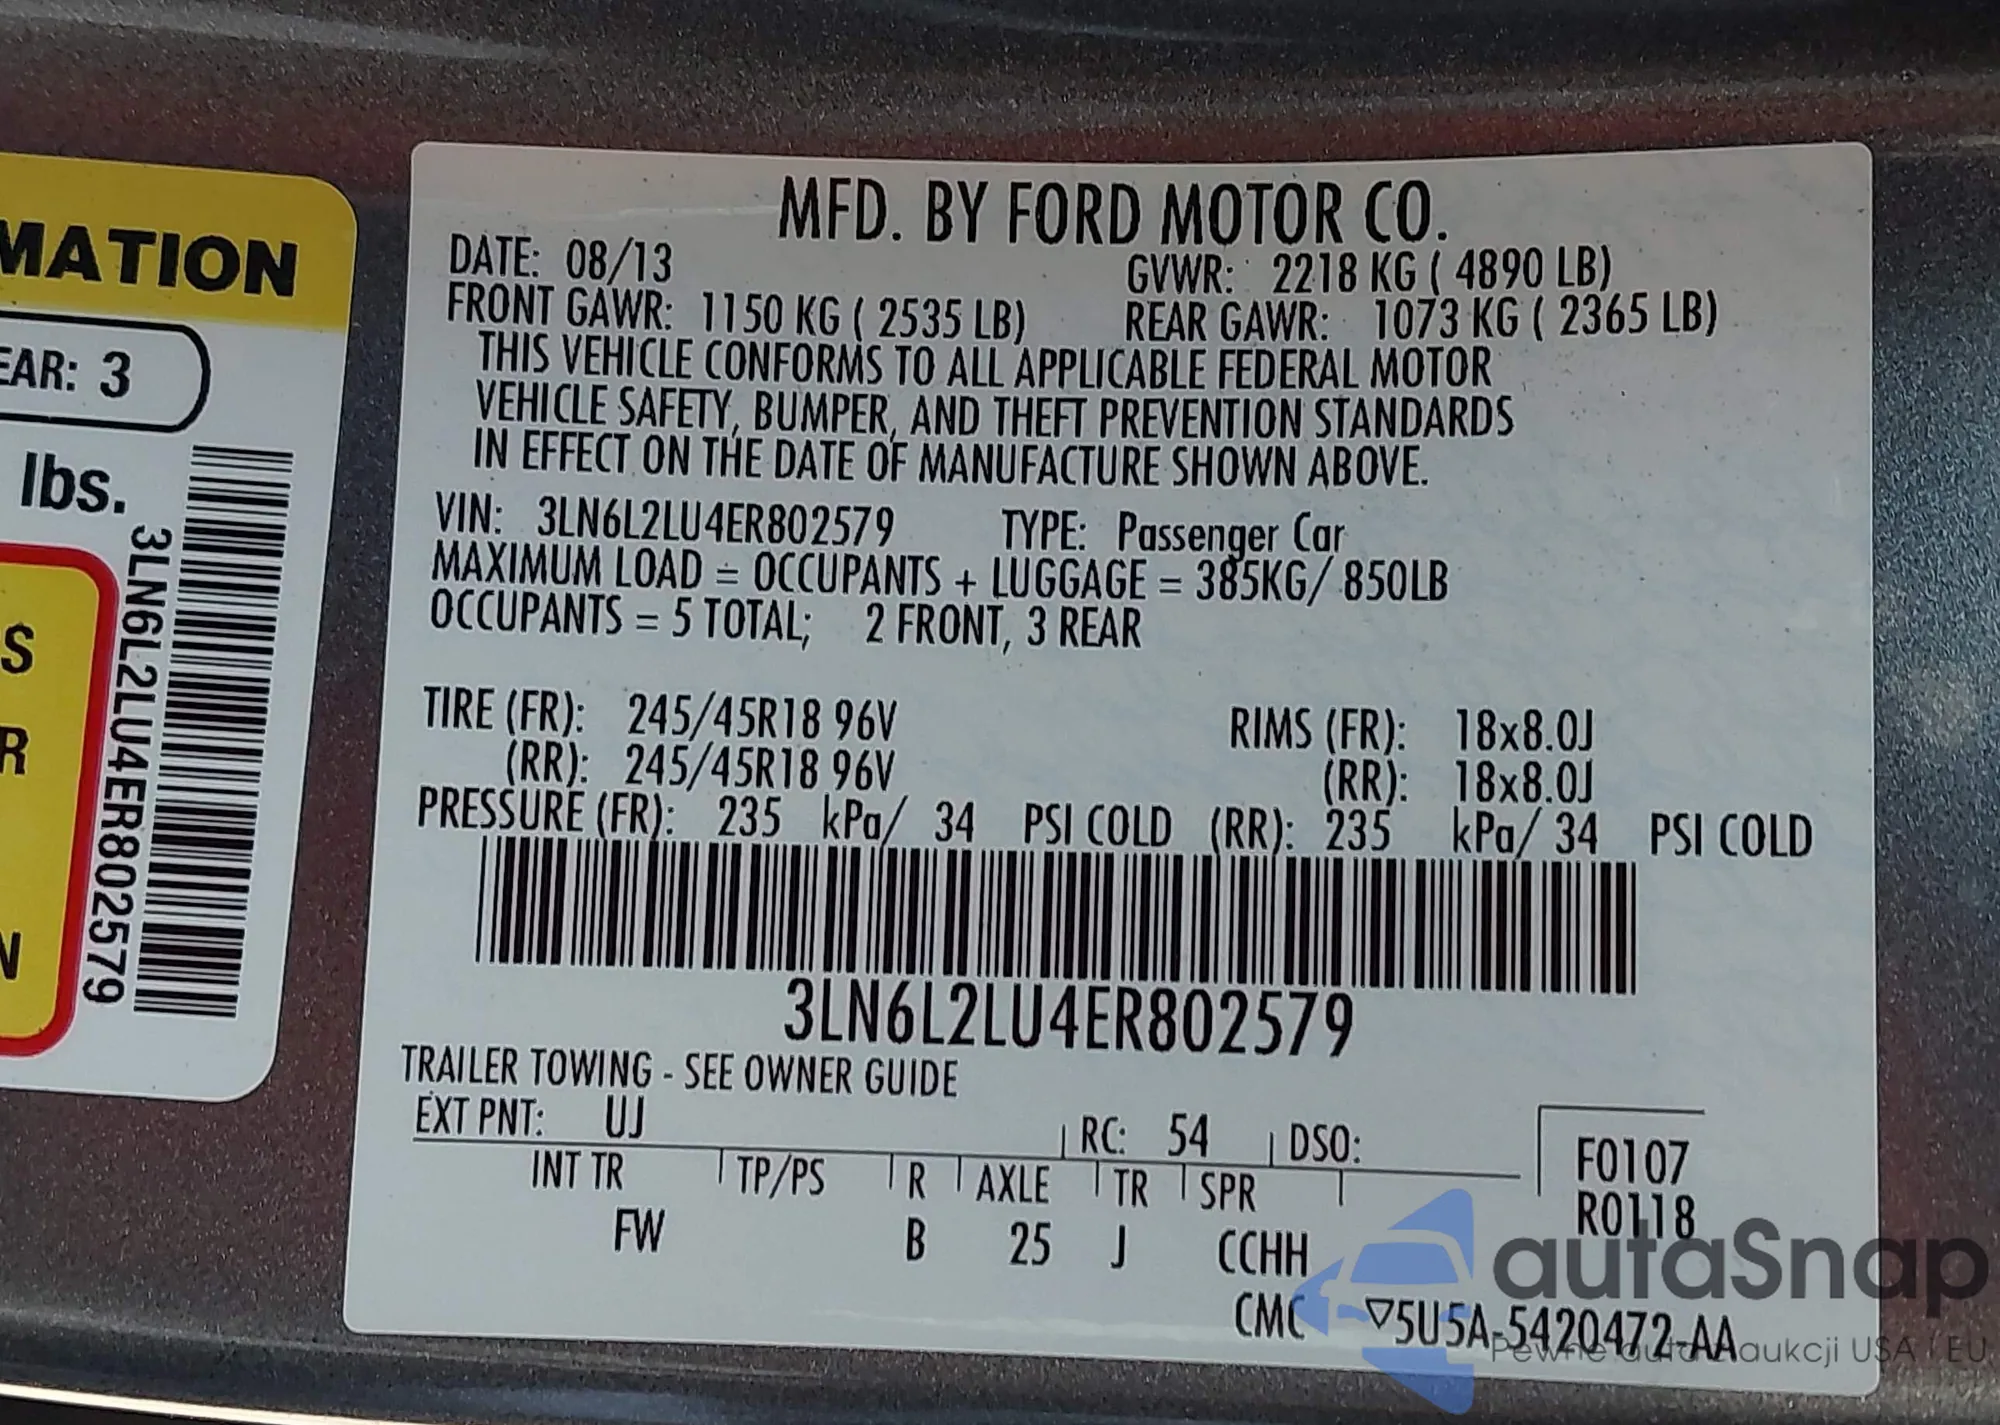 MATION
EAR: 3
lbs.
S
R
N
3LN6L2LU4ER802579
MFD. BY FORD MOTOR CO.
DATE: 08/13 GVWR: 2218 KG ( 4890 LB)
FRONT GAWR: 1150 KG ( 2535 LB) REAR GAWR: 1073 KG ( 2365 LB)
THIS VEHICLE CONFORMS TO ALL APPLICABLE FEDERAL MOTOR
VEHICLE SAFETY, BUMPER, AND THEFT PREVENTION STANDARDS
IN EFFECT ON THE DATE OF MANUFACTURE SHOWN ABOVE.
VIN: 3LN6L2LU4ER802579 TYPE: Passenger Car
MAXIMUM LOAD = OCCUPANTS + LUGGAGE = 385KG/ 850LB
OCCUPANTS = 5 TOTAL; 2 FRONT, 3 REAR
TIRE (FR): 245/45R18 96V RIMS (FR): 18x8.0J
(RR): 245/45R18 96V (RR): 18x8.0J
PRESSURE (FR): 235 kPa/ 34 PSI COLD (RR): 235 kPa/ 34 PSI COLD
3LN6L2LU4ER802579
TRAILER TOWING - SEE OWNER GUIDE
EXT PNT: UJ RC: 54 DSO:
INT TR TP/PS R AXLE TR SPR
FW B 25 J CCHH
F0107
R0118
CMC ▽5U5A-5420472-AA
autaSnap
Pewne auta z aukcji USA | EU